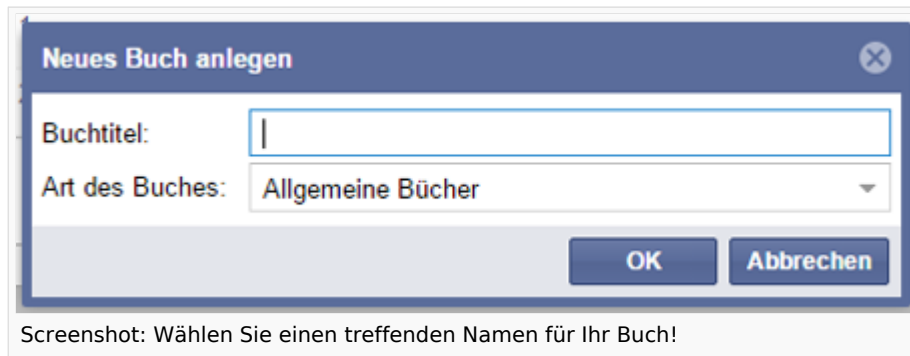 Neues Buch anlegen
Buchtitel:
Art des Buches: Allgemeine Bücher
OK Abbrechen
Screenshot: Wählen Sie einen treffenden Namen für Ihr Buch!